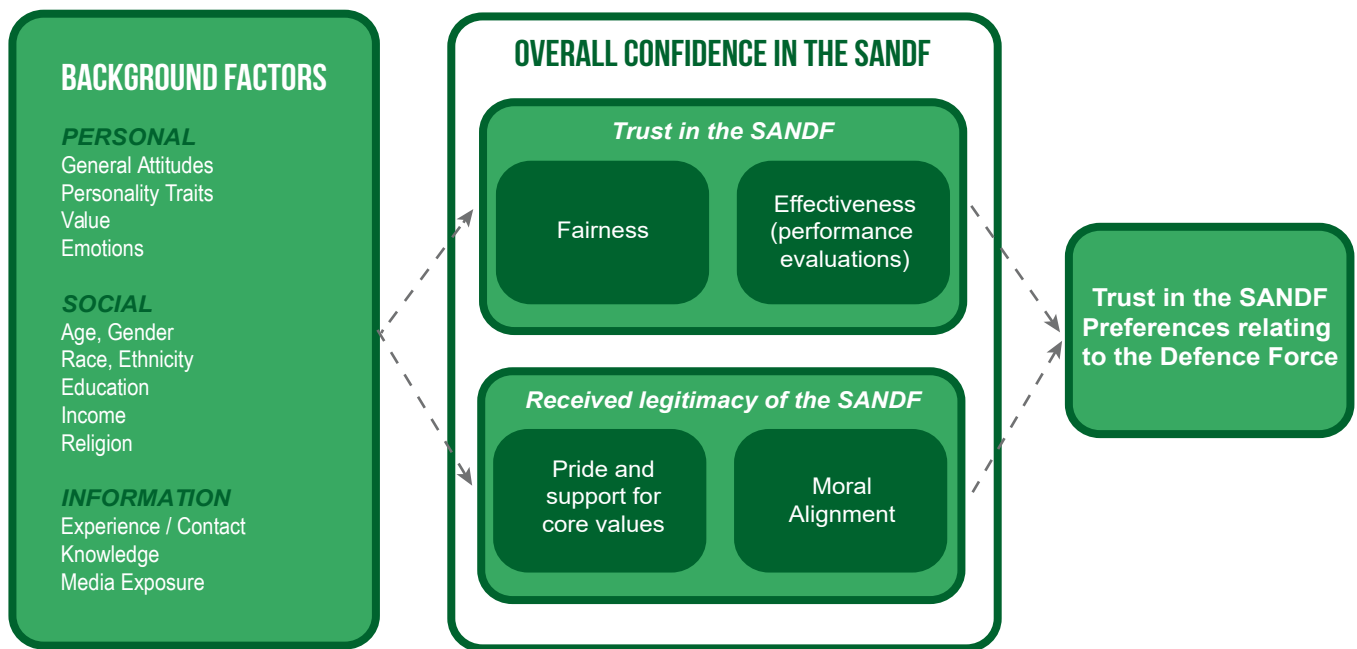 BACKGROUND FACTORS
PERSONAL
General Attitudes
Personality Traits
Value
Emotions
SOCIAL
Age, Gender
Race, Ethnicity
Education
Income
Religion
INFORMATION
Experience / Contact
Knowledge
Media Exposure
OVERALL CONFIDENCE IN THE SANDF
Trust in the SANDF
Fairness
Effectiveness
(performance
evaluations)
Received legitimacy of the SANDF
Pride and
support for
core values
Moral
Alignment
Trust in the SANDF
Preferences relating
to the Defence Force